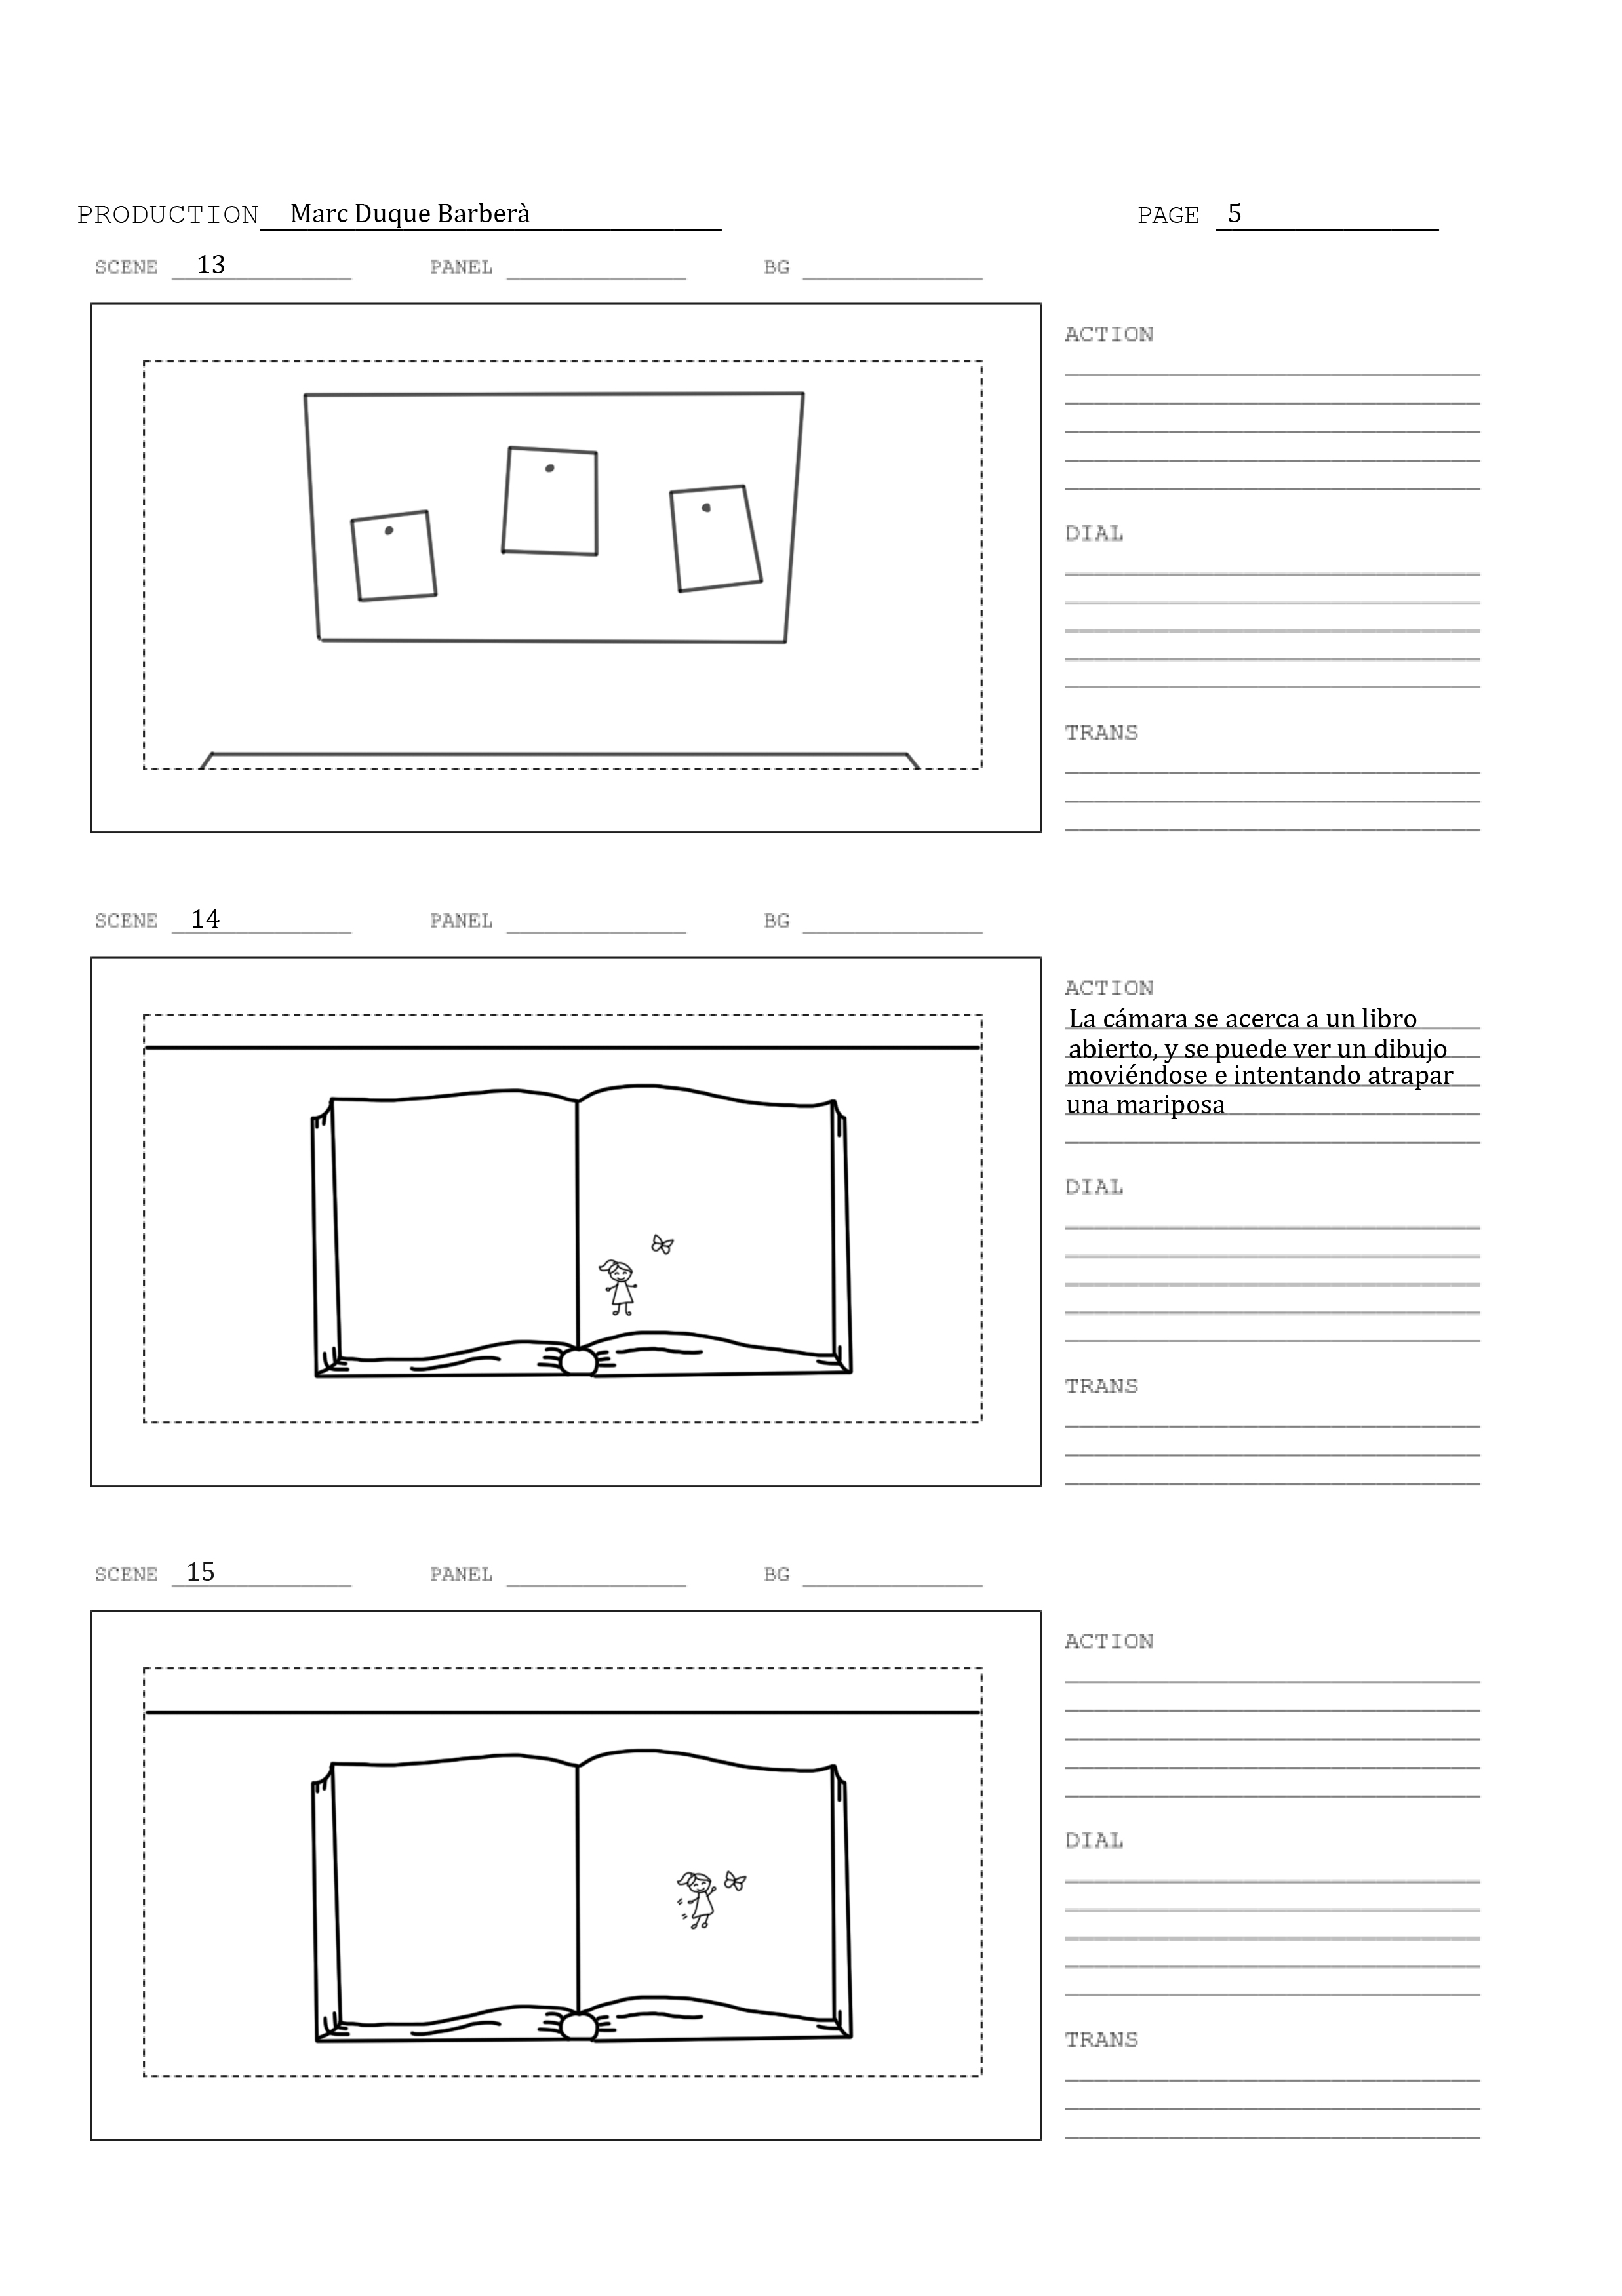 PRODUCTION Marc Duque Barberà PAGE 5
SCENE 13 PANEL BG
ACTION
DIAL
TRANS
SCENE 14 PANEL BG
ACTION
La cámara se acerca a un libro
abierto, y se puede ver un dibujo
moviéndose e intentando atrapar
una mariposa
DIAL
TRANS
SCENE 15 PANEL BG
ACTION
DIAL
TRANS